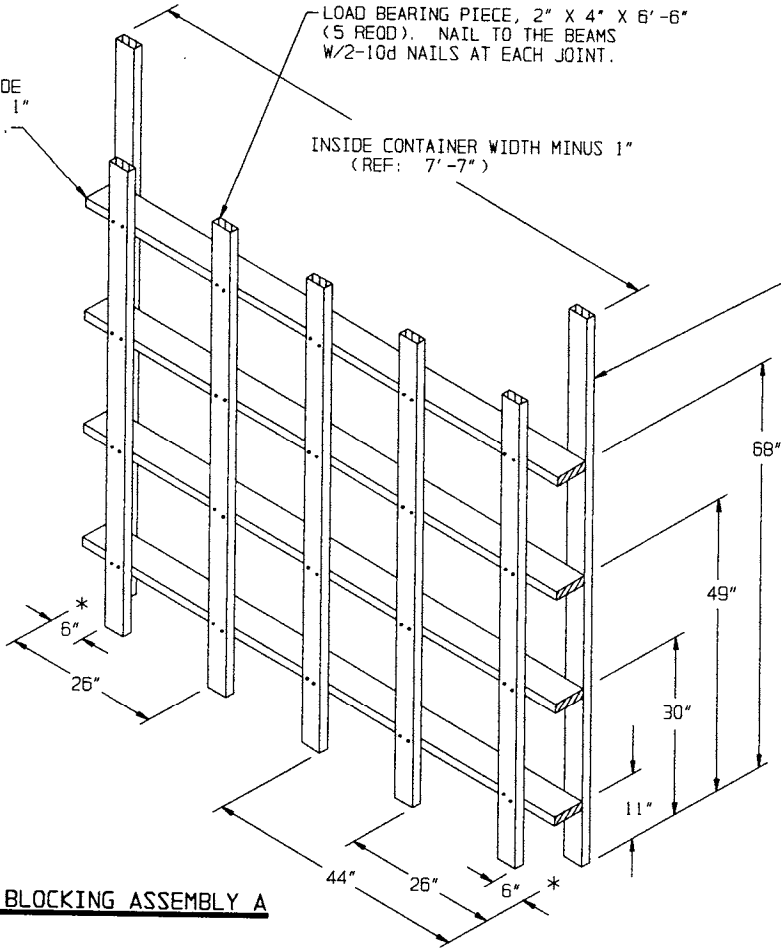 LOAD BEARING PIECE, 2" X 4" X 6'-6"
(5 REQD). NAIL TO THE BEAMS
W/2-10d NAILS AT EACH JOINT.
DE
1"
.
INSIDE CONTAINER WIDTH MINUS 1"
(REF: 7'-7")
68"
49"
30"
11"
*
6"
26"
44"
26"
6"
*
BLOCKING ASSEMBLY A